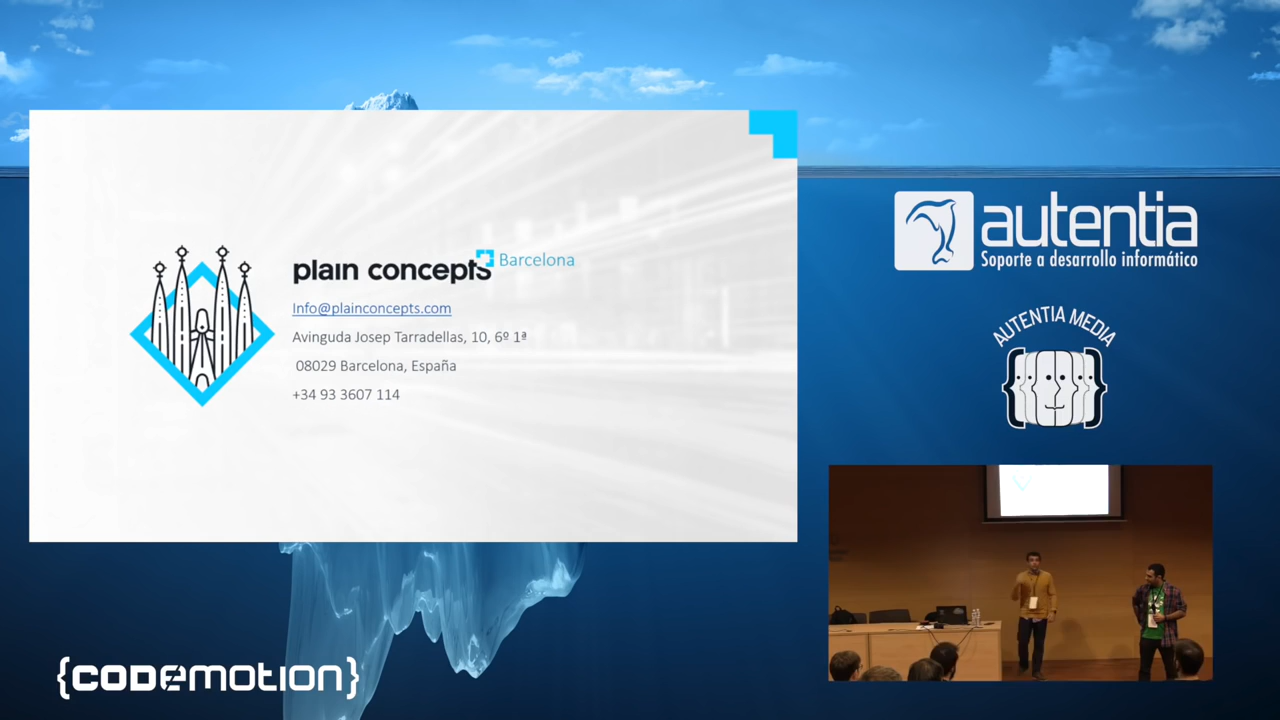 plain concepts
Barcelona
Info@plainconcepts.com
Avinguda Josep Tarradellas, 10, 6º 1ª
08029 Barcelona, España
+34 93 3607 114
autentia
Soporte a desarrollo informático
AUTENTIA MEDIA
{CODEMOTION}